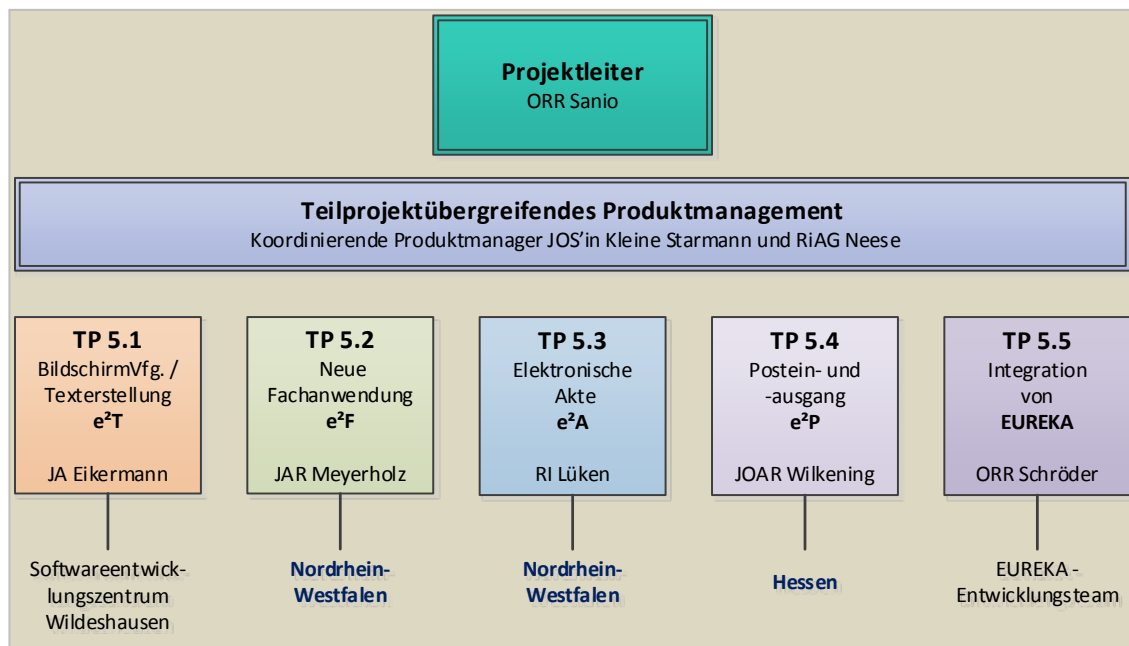 Projektleiter
ORR Sanio
Teilprojektübergreifendes Produktmanagement
Koordinierende Produktmanager JOS’in Kleine Starmann und RiAG Neese
TP 5.1
BildschirmVfg. /
Texterstellung
e²T
JA Eikermann
Softwareentwick-
lungszentrum
Wildeshausen
TP 5.2
Neue
Fachanwendung
e²F
JAR Meyerholz
Nordrhein-
Westfalen
TP 5.3
Elektronische
Akte
e²A
RI Lüken
Nordrhein-
Westfalen
TP 5.4
Postein- und
-ausgang
e²P
JOAR Wilkening
Hessen
TP 5.5
Integration
von
EUREKA
ORR Schröder
EUREKA -
Entwicklungsteam